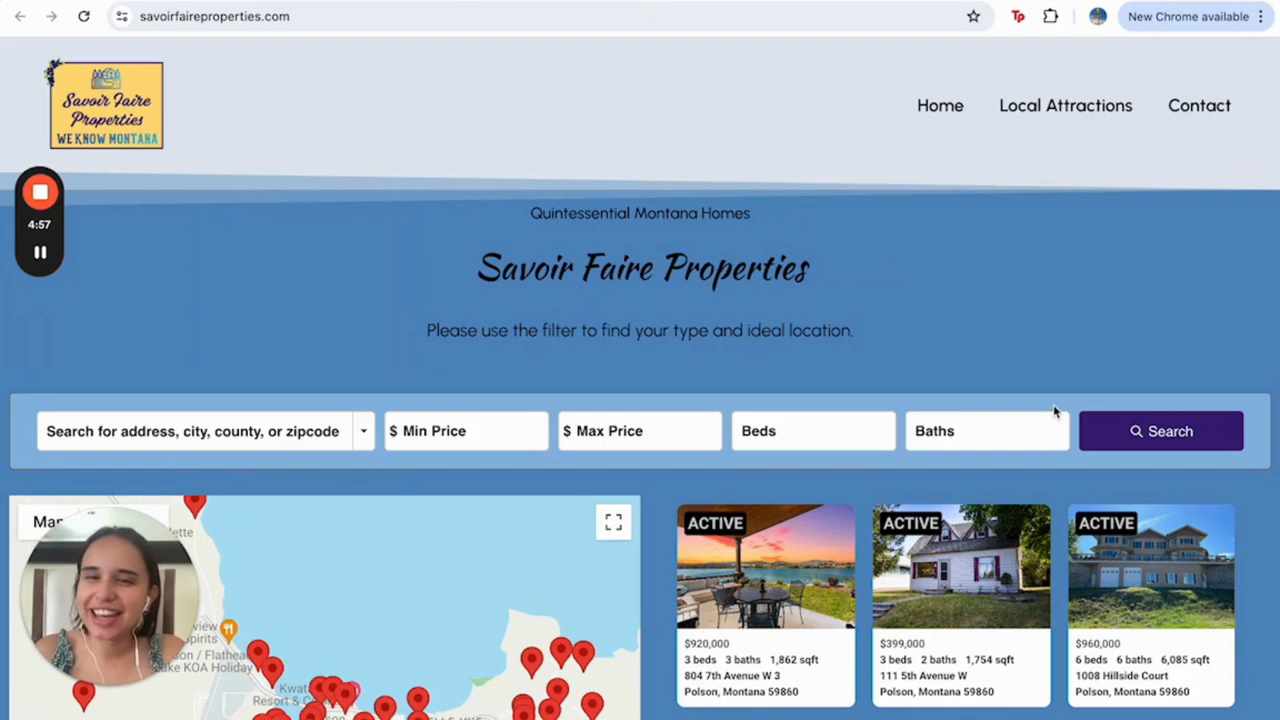 savoirfaireproperties.com
Tp
New Chrome available
Savoir Faire
Properties
WE KNOW MONTANA
Home
Local Attractions
Contact
4:57
Quintessential Montana Homes
Savoir Faire Properties
Please use the filter to find your type and ideal location.
Search for address, city, county, or zipcode
$ Min Price
$ Max Price
Beds
Baths
Search
ACTIVE
$920,000
3 beds 3 baths 1,862 sqft
804 7th Avenue W 3
Polson, Montana 59860
ACTIVE
$399,000
3 beds 2 baths 1,754 sqft
111 5th Avenue W
Polson, Montana 59860
ACTIVE
$960,000
6 beds 6 baths 6,085 sqft
1008 Hillside Court
Polson, Montana 59860